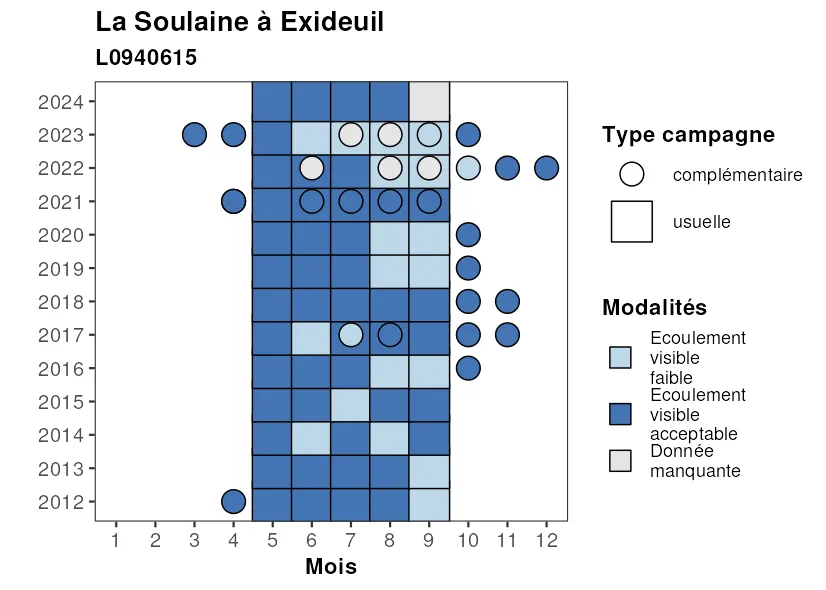 La Soulaine à Exideuil
L0940615
2024
2023
2022
2021
2020
2019
2018
2017
2016
2015
2014
2013
2012
1 2 3 4 5 6 7 8 9 10 11 12
Mois
Type campagne
complémentaire
usuelle
Modalités
Ecoulement
visible
faible
Ecoulement
visible
acceptable
Donnée
manquante